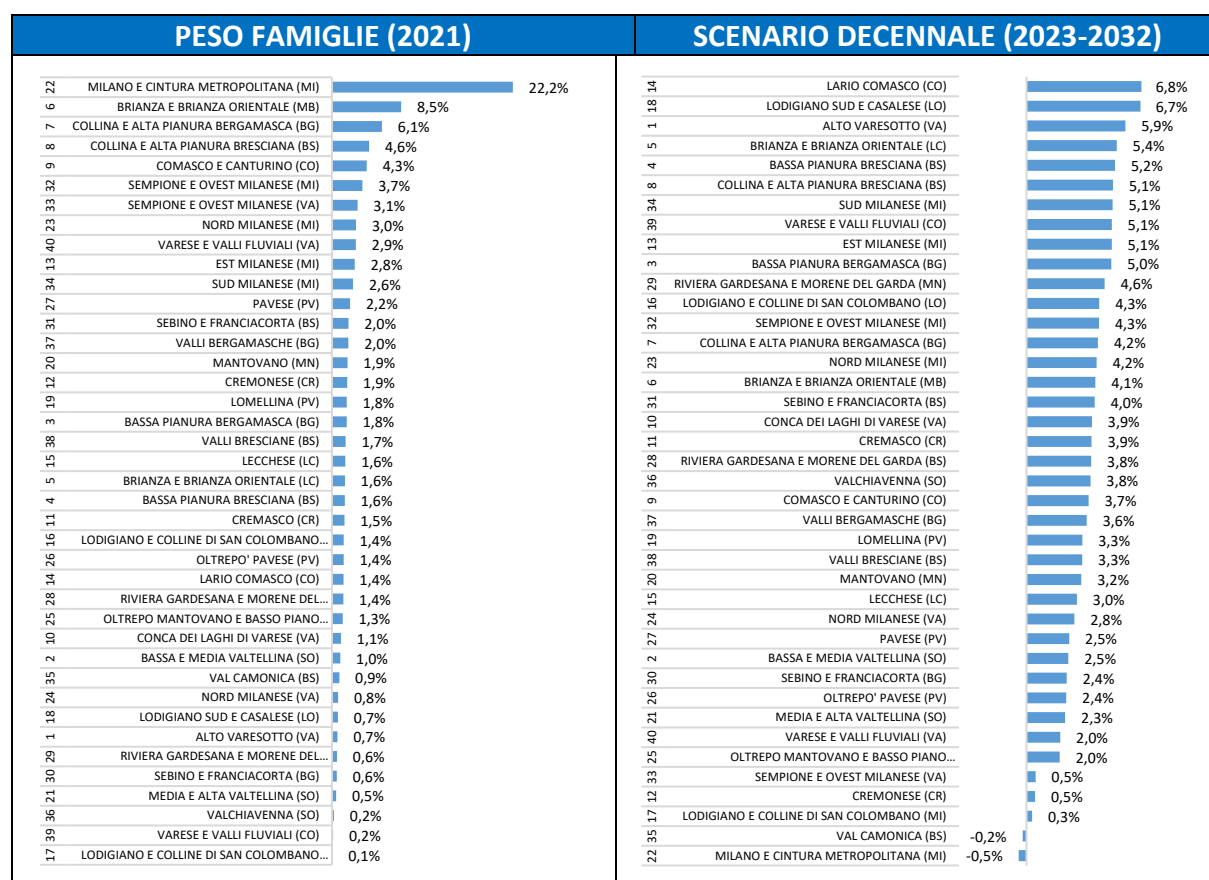 PESO FAMIGLIE (2021)
22 MILANO E CINTURA METROPOLITANA (MI) 22,2%
6 BRIANZA E BRIANZA ORIENTALE (MB) 8,5%
7 COLLINA E ALTA PIANURA BERGAMASCA (BG) 6,1%
8 COLLINA E ALTA PIANURA BRESCIANA (BS) 4,6%
9 COMASCO E CANTURINO (CO) 4,3%
32 SEMPIONE E OVEST MILANESE (MI) 3,7%
33 SEMPIONE E OVEST MILANESE (VA) 3,1%
23 NORD MILANESE (MI) 3,0%
40 VARESE E VALLI FLUVIALI (VA) 2,9%
13 EST MILANESE (MI) 2,8%
34 SUD MILANESE (MI) 2,6%
27 PAVESE (PV) 2,2%
31 SEBINO E FRANCIACORTA (BS) 2,0%
37 VALLI BERGAMASCHE (BG) 2,0%
20 MANTOVANO (MN) 1,9%
12 CREMONESE (CR) 1,9%
19 LOMELLINA (PV) 1,8%
3 BASSA PIANURA BERGAMASCA (BG) 1,8%
38 VALLI BRESCIANE (BS) 1,7%
15 LECCHESE (LC) 1,6%
5 BRIANZA E BRIANZA ORIENTALE (LC) 1,6%
4 BASSA PIANURA BRESCIANA (BS) 1,6%
11 CREMASCO (CR) 1,5%
16 LODIGIANO E COLLINE DI SAN COLOMBANO... 1,4%
26 OLTREPO' PAVESE (PV) 1,4%
14 LARIO COMASCO (CO) 1,4%
28 RIVIERA GARDESANA E MORENE DEL... 1,4%
25 OLTREPO MANTOVANO E BASSO PIANO... 1,3%
10 CONCA DEI LAGHI DI VARESE (VA) 1,1%
2 BASSA E MEDIA VALTELLINA (SO) 1,0%
35 VAL CAMONICA (BS) 0,9%
24 NORD MILANESE (VA) 0,8%
18 LODIGIANO SUD E CASALESE (LO) 0,7%
1 ALTO VARESOTTO (VA) 0,7%
29 RIVIERA GARDESANA E MORENE DEL... 0,6%
30 SEBINO E FRANCIACORTA (BG) 0,6%
21 MEDIA E ALTA VALTELLINA (SO) 0,5%
36 VALCHIAVENNA (SO) 0,2%
39 VARESE E VALLI FLUVIALI (CO) 0,2%
17 LODIGIANO E COLLINE DI SAN COLOMBANO... 0,1%
SCENARIO DECENNALE (2023-2032)
14 LARIO COMASCO (CO) 6,8%
18 LODIGIANO SUD E CASALESE (LO) 6,7%
1 ALTO VARESOTTO (VA) 5,9%
5 BRIANZA E BRIANZA ORIENTALE (LC) 5,4%
4 BASSA PIANURA BRESCIANA (BS) 5,2%
8 COLLINA E ALTA PIANURA BRESCIANA (BS) 5,1%
34 SUD MILANESE (MI) 5,1%
39 VARESE E VALLI FLUVIALI (CO) 5,1%
13 EST MILANESE (MI) 5,1%
3 BASSA PIANURA BERGAMASCA (BG) 5,0%
29 RIVIERA GARDESANA E MORENE DEL GARDA (MN) 4,6%
16 LODIGIANO E COLLINE DI SAN COLOMBANO (LO) 4,3%
32 SEMPIONE E OVEST MILANESE (MI) 4,3%
7 COLLINA E ALTA PIANURA BERGAMASCA (BG) 4,2%
23 NORD MILANESE (MI) 4,2%
6 BRIANZA E BRIANZA ORIENTALE (MB) 4,1%
31 SEBINO E FRANCIACORTA (BS) 4,0%
10 CONCA DEI LAGHI DI VARESE (VA) 3,9%
11 CREMASCO (CR) 3,9%
28 RIVIERA GARDESANA E MORENE DEL GARDA (BS) 3,8%
36 VALCHIAVENNA (SO) 3,8%
9 COMASCO E CANTURINO (CO) 3,7%
37 VALLI BERGAMASCHE (BG) 3,6%
19 LOMELLINA (PV) 3,3%
38 VALLI BRESCIANE (BS) 3,3%
20 MANTOVANO (MN) 3,2%
15 LECCHESE (LC) 3,0%
24 NORD MILANESE (VA) 2,8%
27 PAVESE (PV) 2,5%
2 BASSA E MEDIA VALTELLINA (SO) 2,5%
30 SEBINO E FRANCIACORTA (BG) 2,4%
26 OLTREPO' PAVESE (PV) 2,4%
21 MEDIA E ALTA VALTELLINA (SO) 2,3%
40 VARESE E VALLI FLUVIALI (VA) 2,0%
25 OLTREPO MANTOVANO E BASSO PIANO... 2,0%
33 SEMPIONE E OVEST MILANESE (VA) 0,5%
12 CREMONESE (CR) 0,5%
17 LODIGIANO E COLLINE DI SAN COLOMBANO (MI) 0,3%
35 VAL CAMONICA (BS) -0,2%
22 MILANO E CINTURA METROPOLITANA (MI) -0,5%